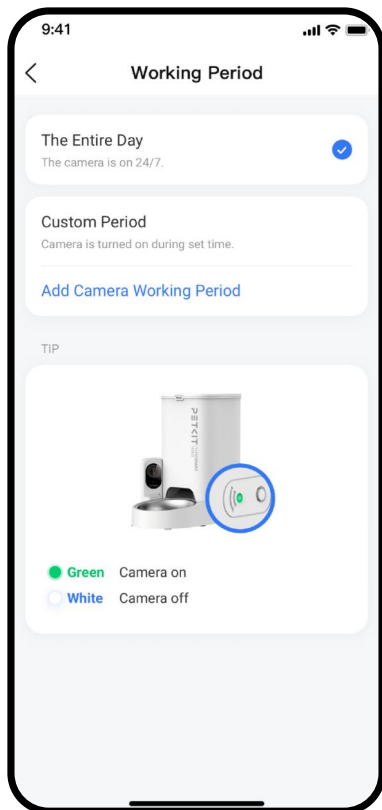 9:41
Working Period
The Entire Day
The camera is on 24/7.
Custom Period
Camera is turned on during set time.
Add Camera Working Period
TIP
PETKIT
Green Camera on
White Camera off